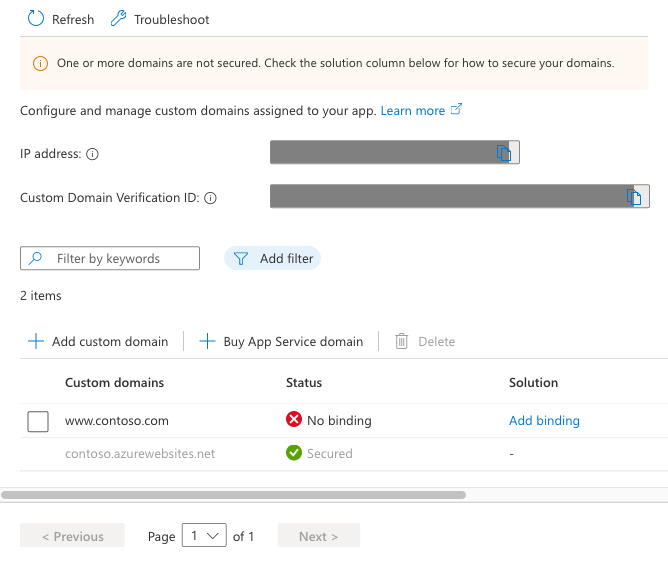 Refresh Troubleshoot
One or more domains are not secured. Check the solution column below for how to secure your domains.
Configure and manage custom domains assigned to your app. Learn more
IP address:
Custom Domain Verification ID:
Filter by keywords Add filter
2 items
Add custom domain Buy App Service domain Delete
Custom domains Status Solution
www.contoso.com No binding Add binding
contoso.azurewebsites.net Secured -
< Previous Page 1 of 1 Next >